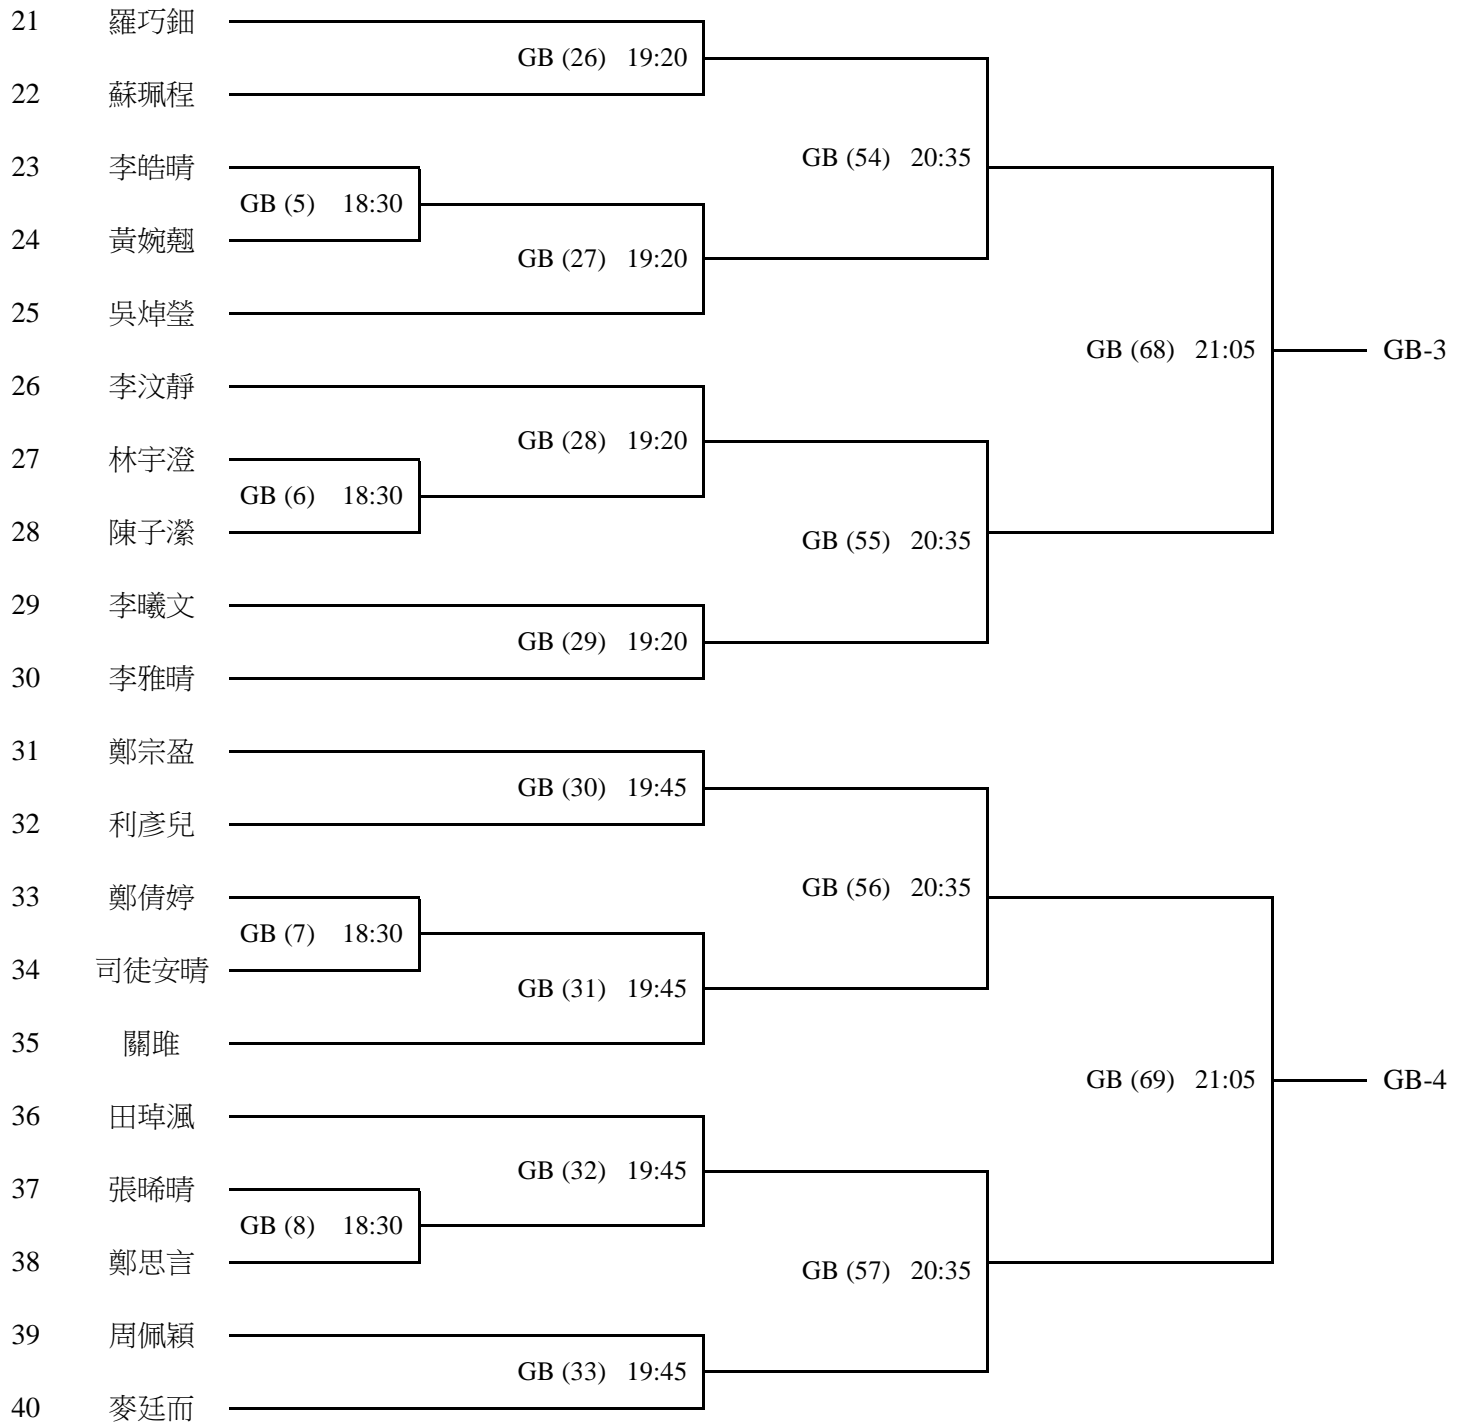 21 羅巧鈿
GB (26) 19:20
22 蘇珮程
23 李皓晴
GB (54) 20:35
GB (5) 18:30
24 黃婉翹
GB (27) 19:20
25 吳焯瑩
GB (68) 21:05 GB-3
26 李汶靜
GB (28) 19:20
27 林宇澄
GB (6) 18:30
28 陳子瀠
GB (55) 20:35
29 李曦文
GB (29) 19:20
30 李雅晴
31 鄭宗盈
GB (30) 19:45
32 利彥兒
33 鄭倩婷
GB (56) 20:35
GB (7) 18:30
34 司徒安晴
GB (31) 19:45
35 關雎
GB (69) 21:05 GB-4
36 田琸渢
GB (32) 19:45
37 張晞晴
GB (8) 18:30
38 鄭思言
GB (57) 20:35
39 周佩穎
GB (33) 19:45
40 麥廷而